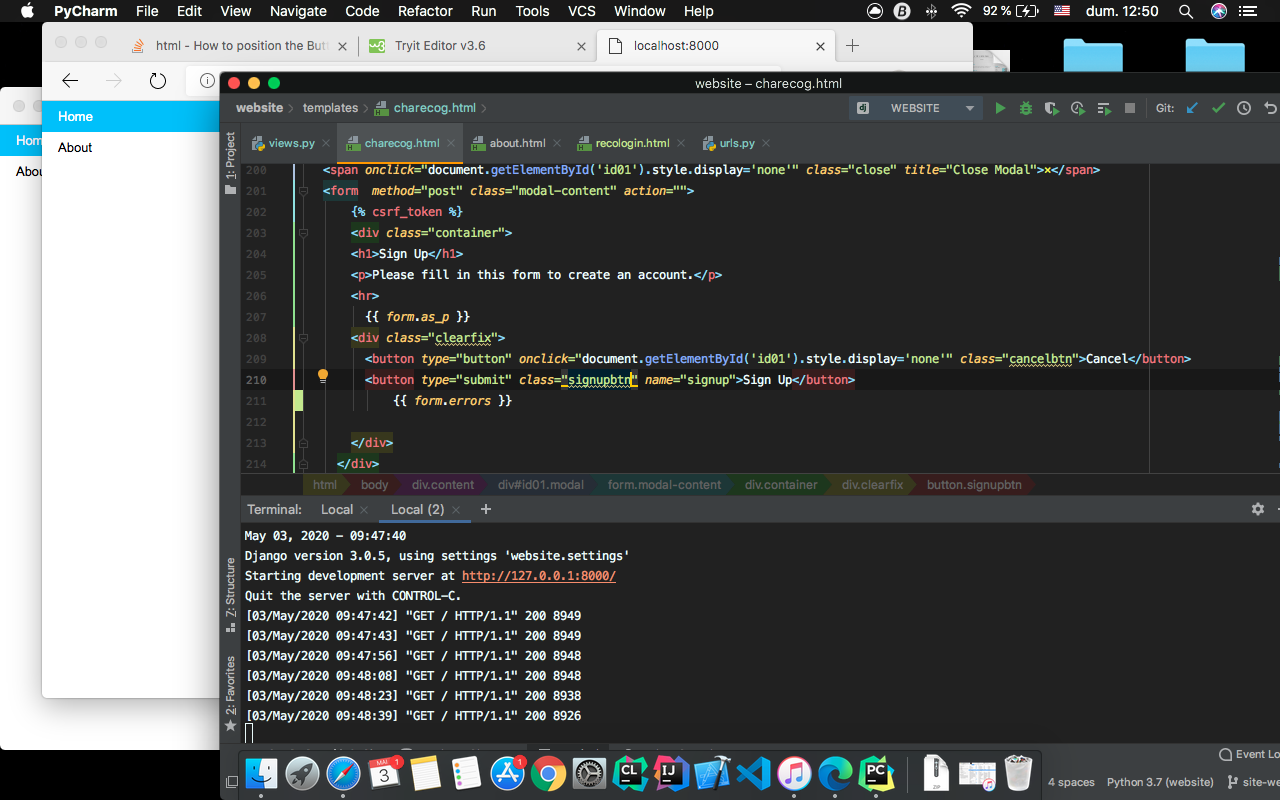 PyCharm File Edit View Navigate Code Refactor Run Tools VCS Window Help 92 % dum. 12:50
html - How to position the But
Tryit Editor v3.6
localhost:8000
website – charecog.html
website templates charecog.html WEBSITE Git:
Home
About
Hom
Abou
1: Project
views.py charecog.html about.html recologin.html urls.py
200 <span onclick="document.getElementById('id01').style.display='none'" class="close" title="Close Modal">×</span>
201 <form method="post" class="modal-content" action="">
202 {% csrf_token %}
203 <div class="container">
204 <h1>Sign Up</h1>
205 <p>Please fill in this form to create an account.</p>
206 <hr>
207 {{ form.as_p }}
208 <div class="clearfix">
209 <button type="button" onclick="document.getElementById('id01').style.display='none'" class="cancelbtn">Cancel</button>
210 <button type="submit" class="signupbtn" name="signup">Sign Up</button>
211 {{ form.errors }}
212
213 </div>
214 </div>
html body div.content div#id01.modal form.modal-content div.container div.clearfix button.signupbtn
Terminal: Local Local (2)
May 03, 2020 - 09:47:40
Django version 3.0.5, using settings 'website.settings'
Starting development server at http://127.0.0.1:8000/
Quit the server with CONTROL-C.
[03/May/2020 09:47:42] "GET / HTTP/1.1" 200 8949
[03/May/2020 09:47:43] "GET / HTTP/1.1" 200 8949
[03/May/2020 09:47:56] "GET / HTTP/1.1" 200 8948
[03/May/2020 09:48:08] "GET / HTTP/1.1" 200 8948
[03/May/2020 09:48:23] "GET / HTTP/1.1" 200 8938
[03/May/2020 09:48:39] "GET / HTTP/1.1" 200 8926
7: Structure
2: Favorites
Event Lo
MAI 3 1
1
CL
IJ
PC
ZIP
4 spaces Python 3.7 (website) site-we